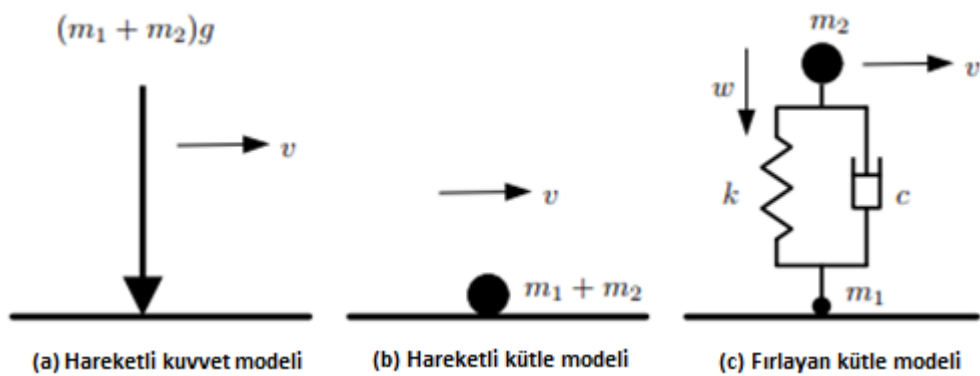 (m₁ + m₂)g
v
(a) Hareketli kuvvet modeli
v
m₁ + m₂
(b) Hareketli kütle modeli
m₂
v
w
k
c
m₁
(c) Fırlayan kütle modeli